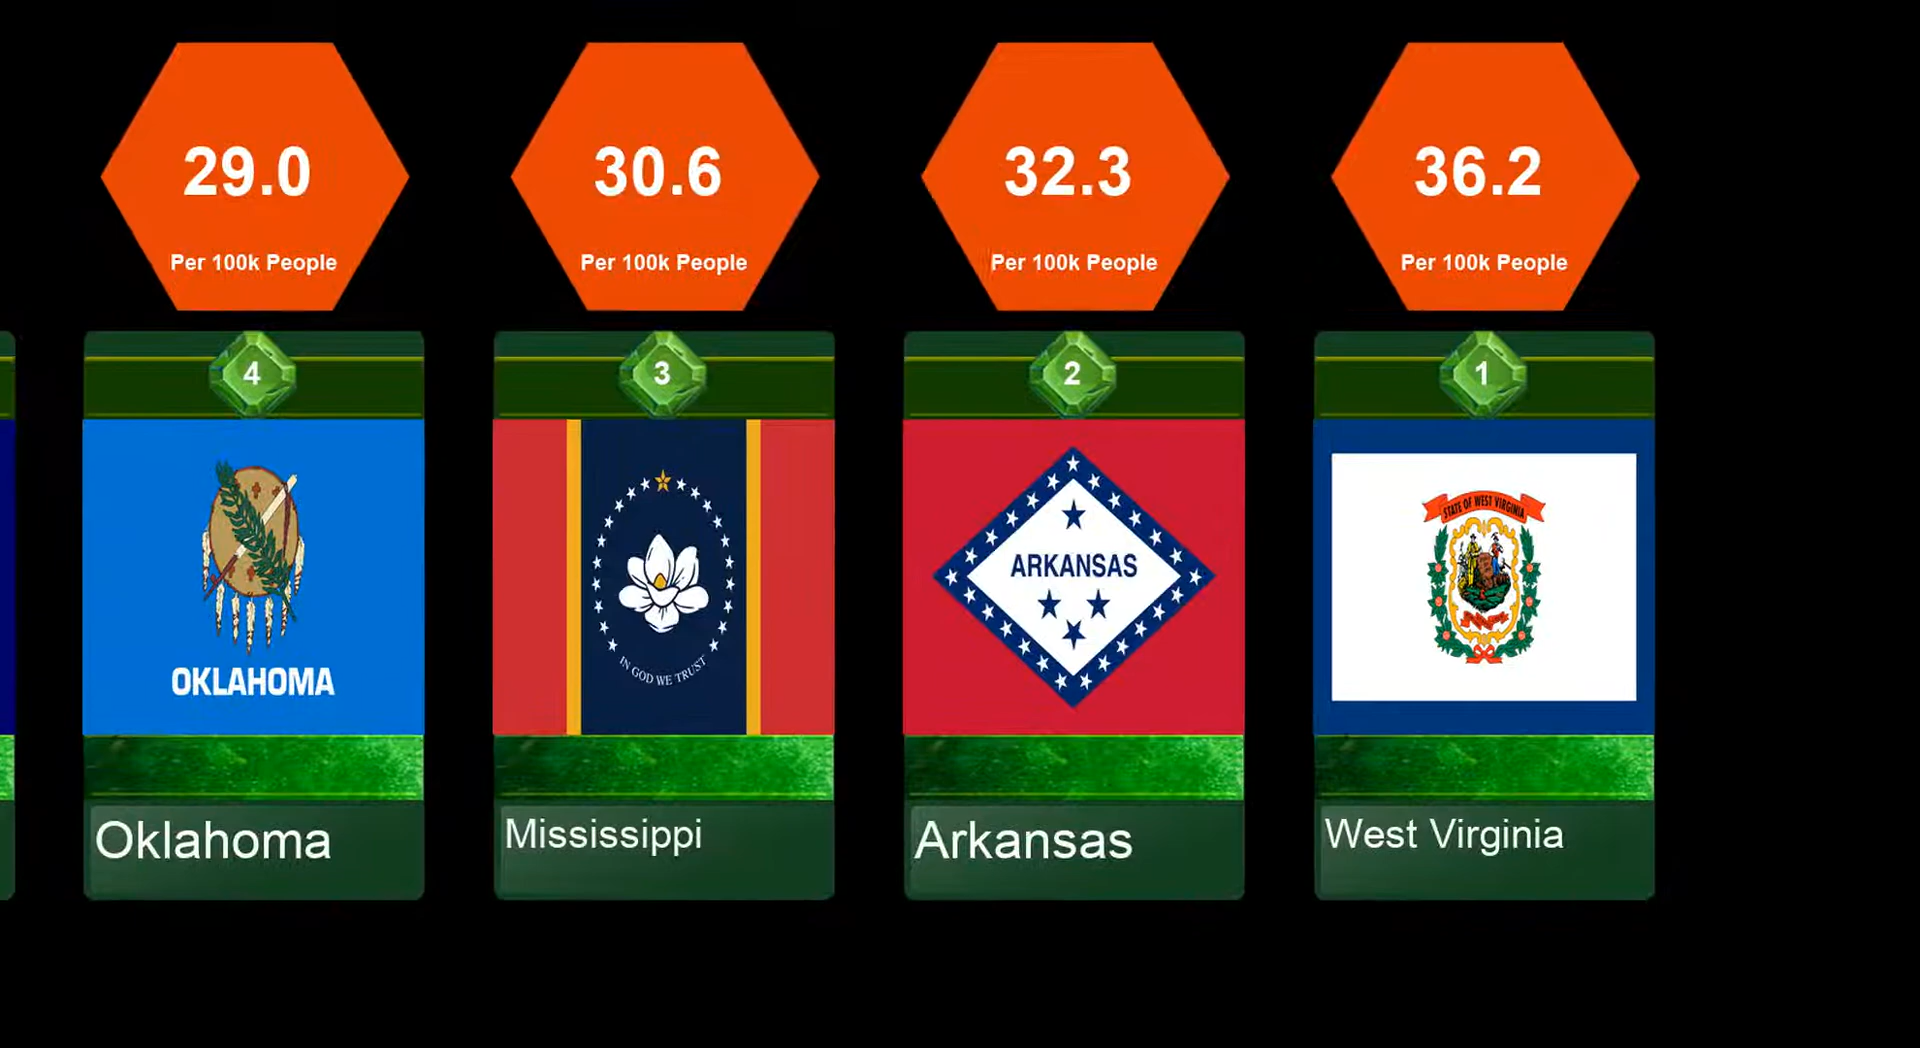 29.0
Per 100k People
4
OKLAHOMA
Oklahoma
30.6
Per 100k People
3
IN GOD WE TRUST
Mississippi
32.3
Per 100k People
2
ARKANSAS
Arkansas
36.2
Per 100k People
1
STATE OF WEST VIRGINIA
West Virginia